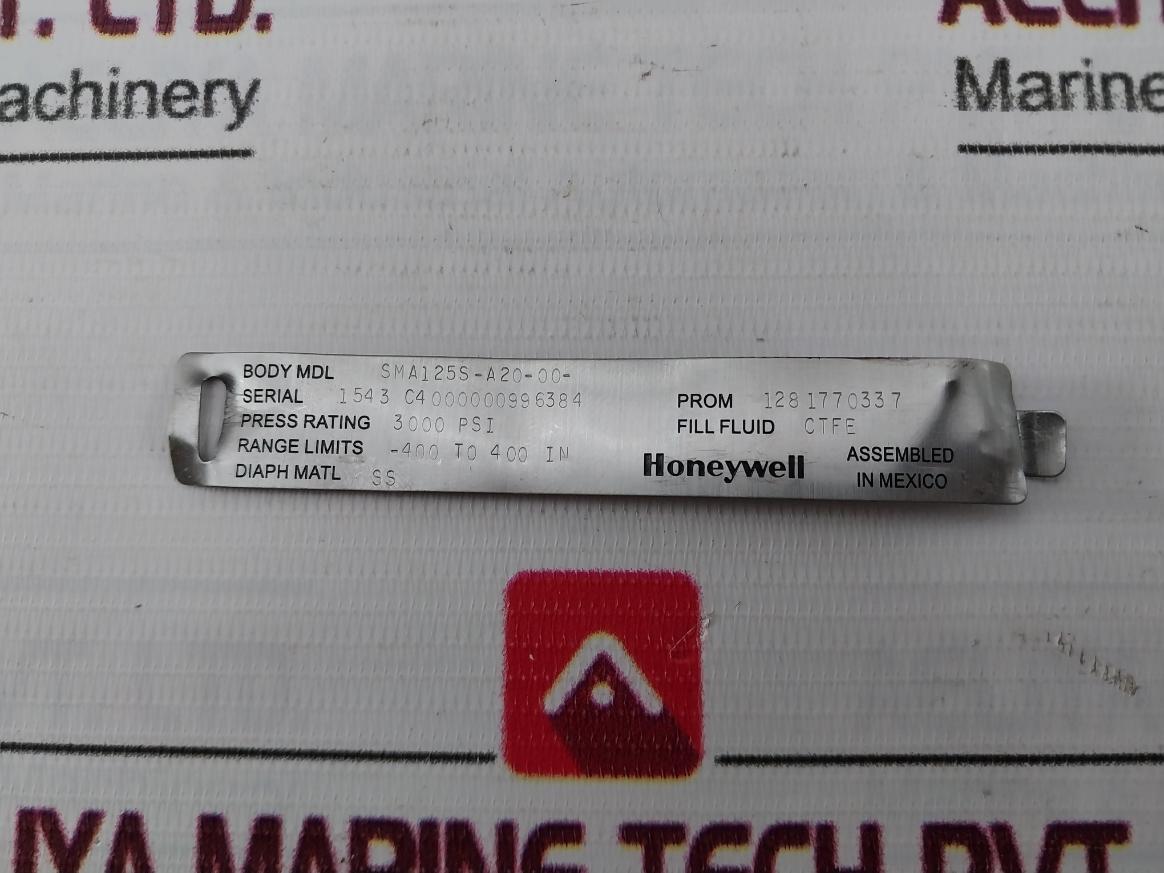 . LTD.
achinery
Marine
BODY MDL SMA125S-A20-00-
SERIAL 1543 C4000000996384
PRESS RATING 3000 PSI
RANGE LIMITS -400 TO 400 IN
DIAPH MATL SS
PROM 1281770337
FILL FLUID CTFE
Honeywell
ASSEMBLED
IN MEXICO
IYA MARINE TECH PVT.